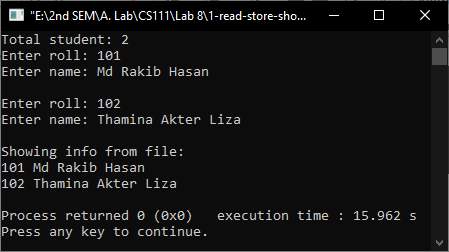 "E:\2nd SEM\A. Lab\CS111\Lab 8\1-read-store-sho...
Total student: 2
Enter roll: 101
Enter name: Md Rakib Hasan
Enter roll: 102
Enter name: Thamina Akter Liza
Showing info from file:
101 Md Rakib Hasan
102 Thamina Akter Liza
Process returned 0 (0x0)   execution time : 15.962 s
Press any key to continue.